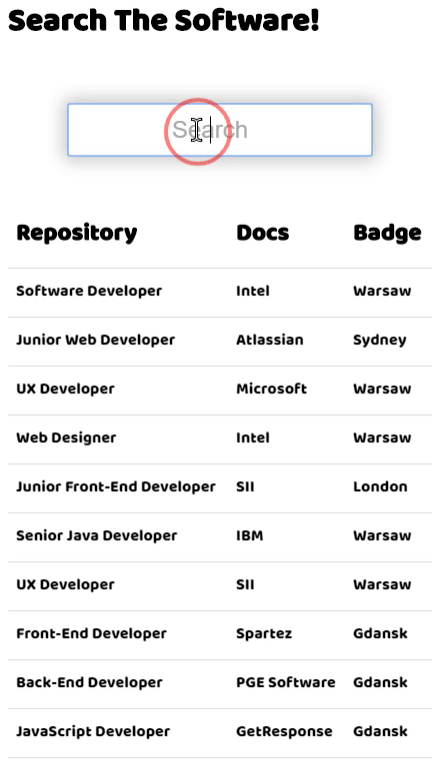 Search The Software!
Search
Repository Docs Badge
Software Developer Intel Warsaw
Junior Web Developer Atlassian Sydney
UX Developer Microsoft Warsaw
Web Designer Intel Warsaw
Junior Front-End Developer SII London
Senior Java Developer IBM Warsaw
UX Developer SII Warsaw
Front-End Developer Spartez Gdansk
Back-End Developer PGE Software Gdansk
JavaScript Developer GetResponse Gdansk